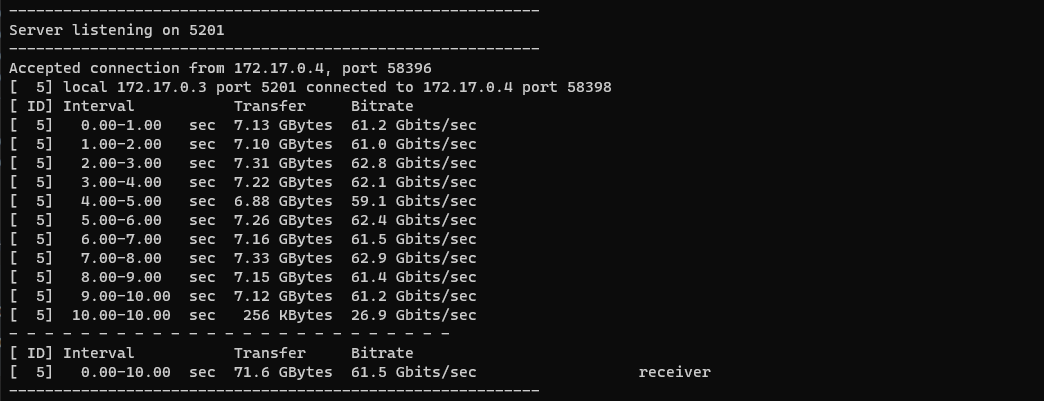 -----------------------------------------------------------
Server listening on 5201
-----------------------------------------------------------
Accepted connection from 172.17.0.4, port 58396
[  5] local 172.17.0.3 port 5201 connected to 172.17.0.4 port 58398
[ ID] Interval           Transfer     Bitrate
[  5]   0.00-1.00   sec  7.13 GBytes  61.2 Gbits/sec
[  5]   1.00-2.00   sec  7.10 GBytes  61.0 Gbits/sec
[  5]   2.00-3.00   sec  7.31 GBytes  62.8 Gbits/sec
[  5]   3.00-4.00   sec  7.22 GBytes  62.1 Gbits/sec
[  5]   4.00-5.00   sec  6.88 GBytes  59.1 Gbits/sec
[  5]   5.00-6.00   sec  7.26 GBytes  62.4 Gbits/sec
[  5]   6.00-7.00   sec  7.16 GBytes  61.5 Gbits/sec
[  5]   7.00-8.00   sec  7.33 GBytes  62.9 Gbits/sec
[  5]   8.00-9.00   sec  7.15 GBytes  61.4 Gbits/sec
[  5]   9.00-10.00  sec  7.12 GBytes  61.2 Gbits/sec
[  5]  10.00-10.00  sec   256 KBytes  26.9 Gbits/sec
- - - - - - - - - - - - - - - - - - - - - - - - -
[ ID] Interval           Transfer     Bitrate
[  5]   0.00-10.00  sec  71.6 GBytes  61.5 Gbits/sec                  receiver
-----------------------------------------------------------